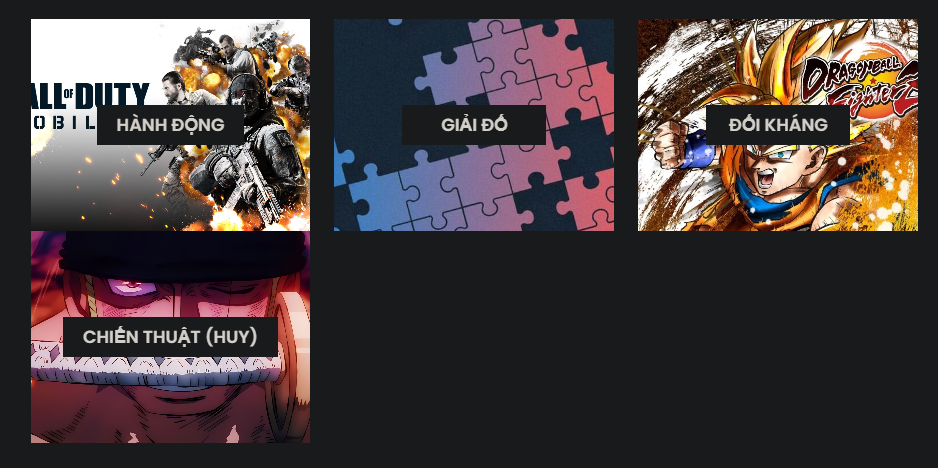 ALL OF DUTY
OBIL
HÀNH ĐỘNG
GIẢI ĐỐ
DRAGONBALL
FighterZ
ĐỐI KHÁNG
CHIẾN THUẬT (HUY)